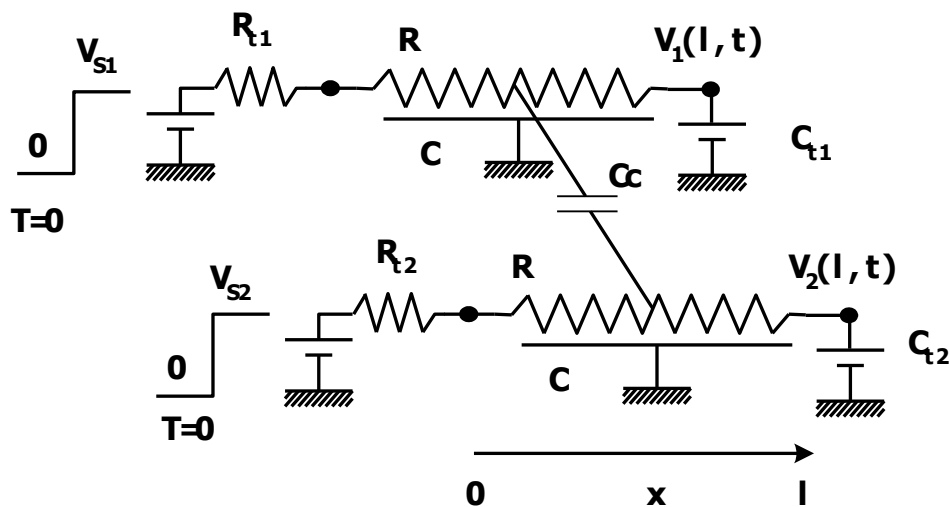 R_t1 R V_1(l,t)
V_S1
0 C C_t1
T=0 Cc
R_t2 R V_2(l,t)
V_S2
0 C C_t2
T=0
0 x l